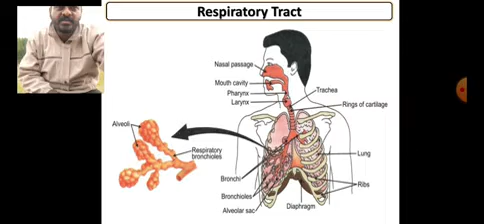 Respiratory Tract
Nasal passage
Mouth cavity
Pharynx
Larynx
Trachea
Rings of cartilage
Alveoli
Respiratory
bronchioles
Lung
Bronchi
Bronchioles
Ribs
Alveolar sac
Diaphragm